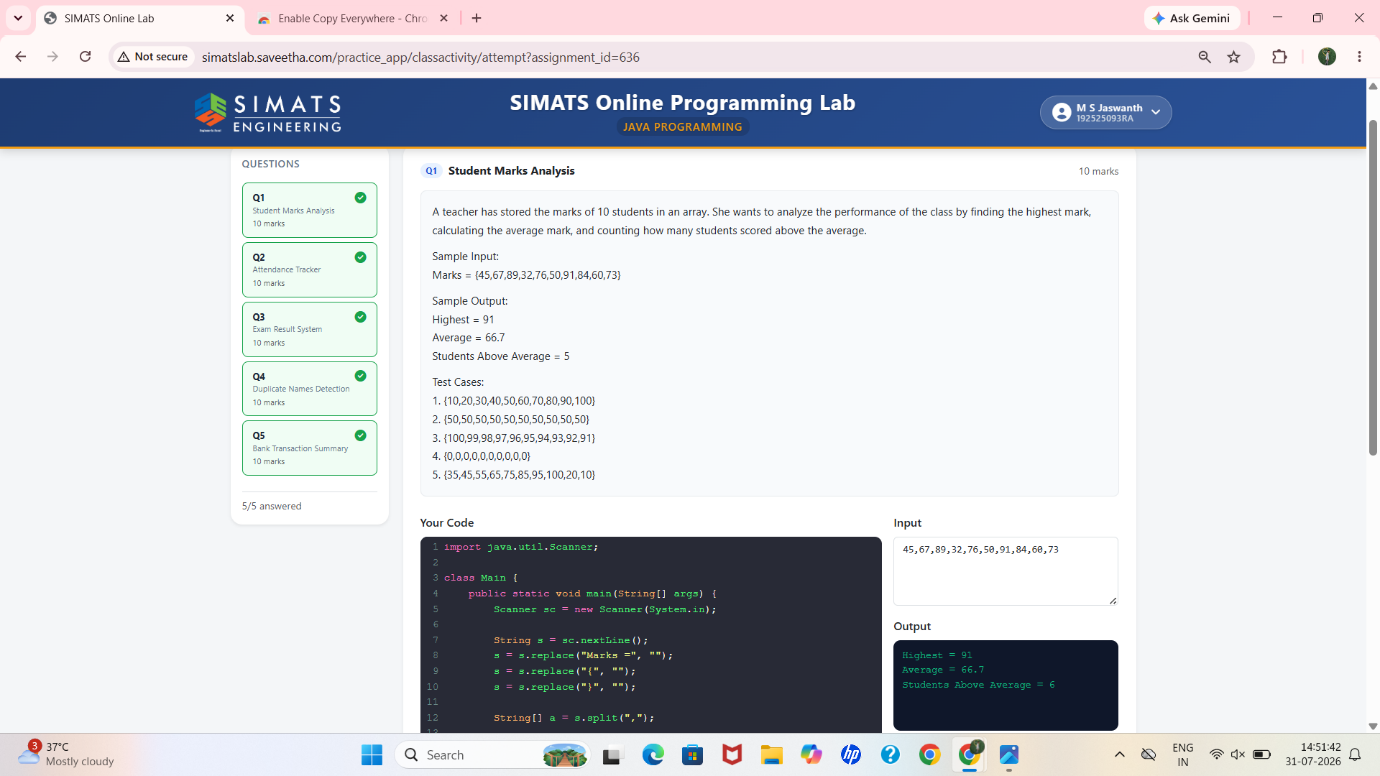 SIMATS Online Lab
Enable Copy Everywhere - Chro
Ask Gemini
Not secure
simatslab.saveetha.com/practice_app/classactivity/attempt?assignment_id=636
SIMATS
ENGINEERING
SIMATS Online Programming Lab
JAVA PROGRAMMING
M S Jaswanth
192525093RA
QUESTIONS
Q1
Student Marks Analysis
10 marks
Q2
Attendance Tracker
10 marks
Q3
Exam Result System
10 marks
Q4
Duplicate Names Detection
10 marks
Q5
Bank Transaction Summary
10 marks
5/5 answered
Q1 Student Marks Analysis
10 marks
A teacher has stored the marks of 10 students in an array. She wants to analyze the performance of the class by finding the highest mark,
calculating the average mark, and counting how many students scored above the average.
Sample Input:
Marks = {45,67,89,32,76,50,91,84,60,73}
Sample Output:
Highest = 91
Average = 66.7
Students Above Average = 5
Test Cases:
1. {10,20,30,40,50,60,70,80,90,100}
2. {50,50,50,50,50,50,50,50,50,50}
3. {100,99,98,97,96,95,94,93,92,91}
4. {0,0,0,0,0,0,0,0,0,0}
5. {35,45,55,65,75,85,95,100,20,10}
Your Code
1 import java.util.Scanner;
2
3 class Main {
4 public static void main(String[] args) {
5 Scanner sc = new Scanner(System.in);
6
7 String s = sc.nextLine();
8 s = s.replace("Marks =", "");
9 s = s.replace("{", "");
10 s = s.replace("}", "");
11
12 String[] a = s.split(",");
Input
45,67,89,32,76,50,91,84,60,73
Output
Highest = 91
Average = 66.7
Students Above Average = 6
3
37°C
Mostly cloudy
Search
ENG
IN
14:51:42
31-07-2026